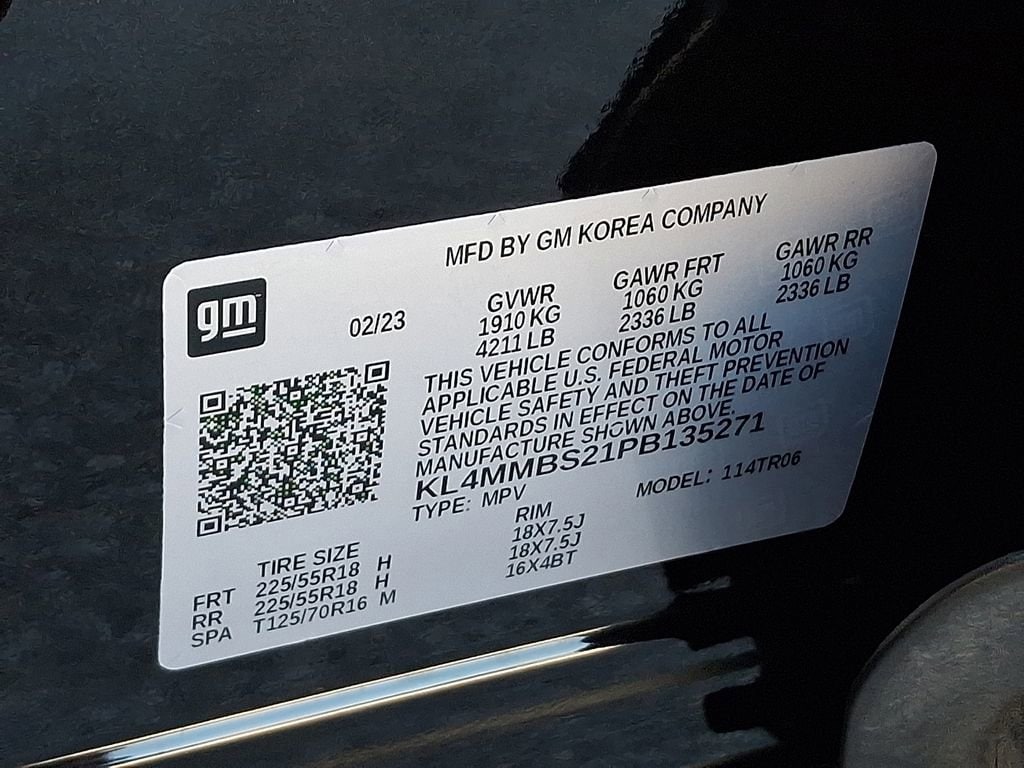 MFD BY GM KOREA COMPANY
gm
02/23
GVWR
1910 KG
4211 LB
GAWR FRT
1060 KG
2336 LB
GAWR RR
1060 KG
2336 LB
THIS VEHICLE CONFORMS TO ALL
APPLICABLE U.S. FEDERAL MOTOR
VEHICLE SAFETY AND THEFT PREVENTION
STANDARDS IN EFFECT ON THE DATE OF
MANUFACTURE SHOWN ABOVE.
KL4MMBS21PB135271
TYPE: MPV MODEL: 114TR06
TIRE SIZE RIM
FRT 225/55R18 H 18X7.5J
RR 225/55R18 H 18X7.5J
SPA T125/70R16 M 16X4BT